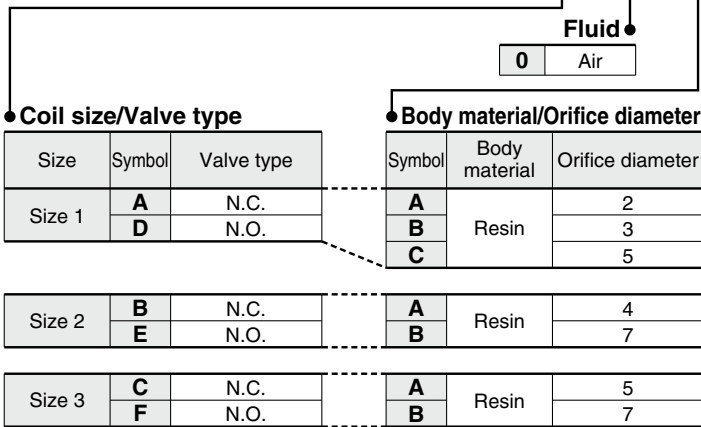 Fluid
0 Air
Coil size/Valve type
Size Symbol Valve type
Size 1 A N.C.
D N.O.
Size 2 B N.C.
E N.O.
Size 3 C N.C.
F N.O.
Body material/Orifice diameter
Symbol Body material Orifice diameter
A Resin 2
B 3
C 5
A Resin 4
B 7
A Resin 5
B 7